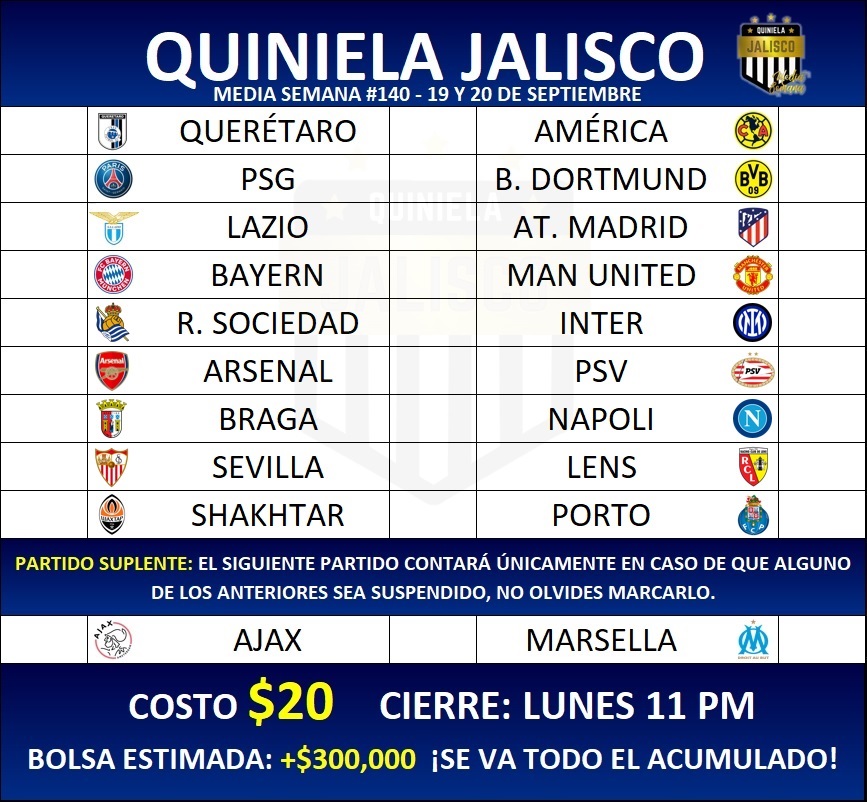 QUINIELA JALISCO
QUINIELA
JALISCO
Media
Semana
MEDIA SEMANA #140 - 19 Y 20 DE SEPTIEMBRE
QUERÉTARO AMÉRICA
PSG B. DORTMUND
LAZIO AT. MADRID
BAYERN MAN UNITED
R. SOCIEDAD INTER
ARSENAL PSV
BRAGA NAPOLI
SEVILLA LENS
SHAKHTAR PORTO
QUINIELA
JALISCO
PARTIDO SUPLENTE: EL SIGUIENTE PARTIDO CONTARÁ ÚNICAMENTE EN CASO DE QUE ALGUNO
DE LOS ANTERIORES SEA SUSPENDIDO, NO OLVIDES MARCARLO.
AJAX MARSELLA
COSTO $20 CIERRE: LUNES 11 PM
BOLSA ESTIMADA: +$300,000 ¡SE VA TODO EL ACUMULADO!